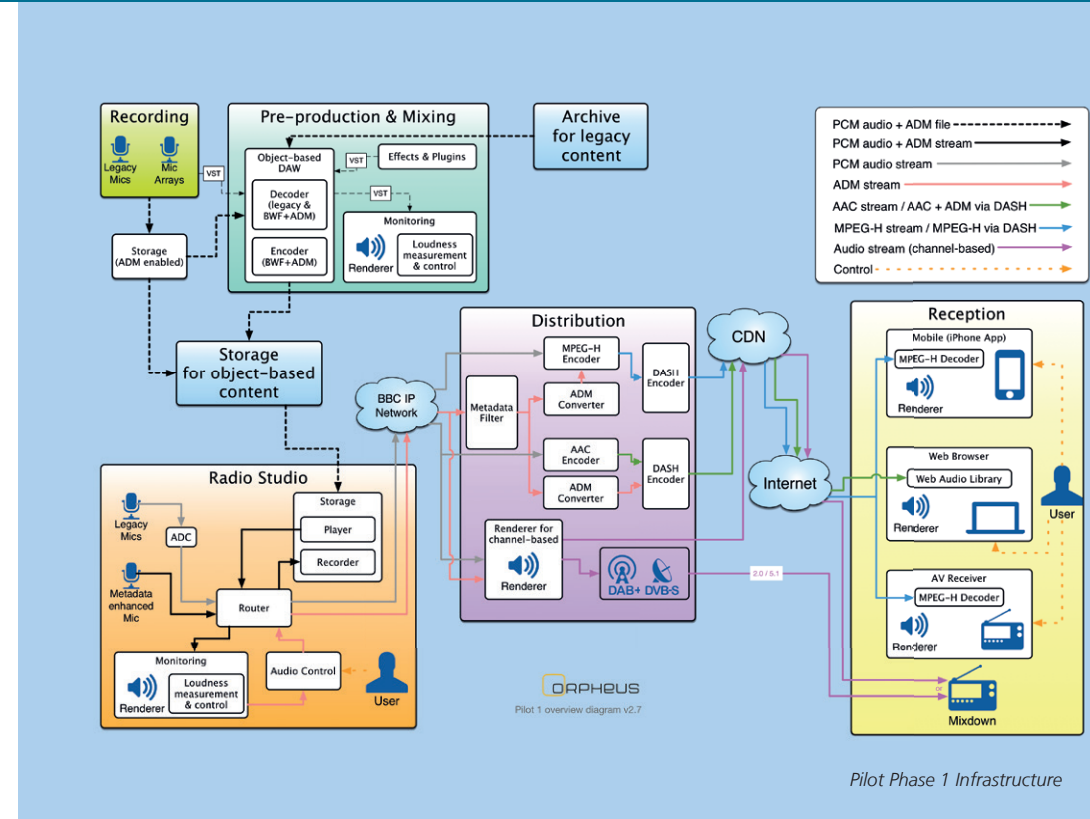 Recording
Legacy
Mics
Mic
Arrays
VST
Storage
(ADM enabled)
Pre-production & Mixing
Object-based
DAW
Decoder
(legacy &
BWF+ADM)
Encoder
(BWF+ADM)
VST
Effects & Plugins
VST
Monitoring
Renderer
Loudness
measurement
& control
Archive
for legacy
content
PCM audio + ADM file
PCM audio + ADM stream
PCM audio stream
ADM stream
AAC stream / AAC + ADM via DASH
MPEG-H stream / MPEG-H via DASH
Audio stream (channel-based)
Control
Storage
for object-based
content
BBC IP
Network
Radio Studio
Legacy
Mics
ADC
Metadata
enhanced
Mic
Storage
Player
Recorder
Router
Monitoring
Renderer
Loudness
measurement
& control
Audio Control
User
Distribution
Metadata
Filter
MPEG-H
Encoder
ADM
Converter
DASH
Encoder
AAC
Encoder
ADM
Converter
DASH
Encoder
Renderer for
channel-based
Renderer
DAB+ DVB-S
CDN
Internet
2.0 / 5.1
Reception
Mobile (iPhone App)
MPEG-H Decoder
Renderer
Web Browser
Web Audio Library
Renderer
User
AV Receiver
MPEG-H Decoder
Renderer
or
Mixdown
ORPHEUS
Pilot 1 overview diagram v2.7
Pilot Phase 1 Infrastructure